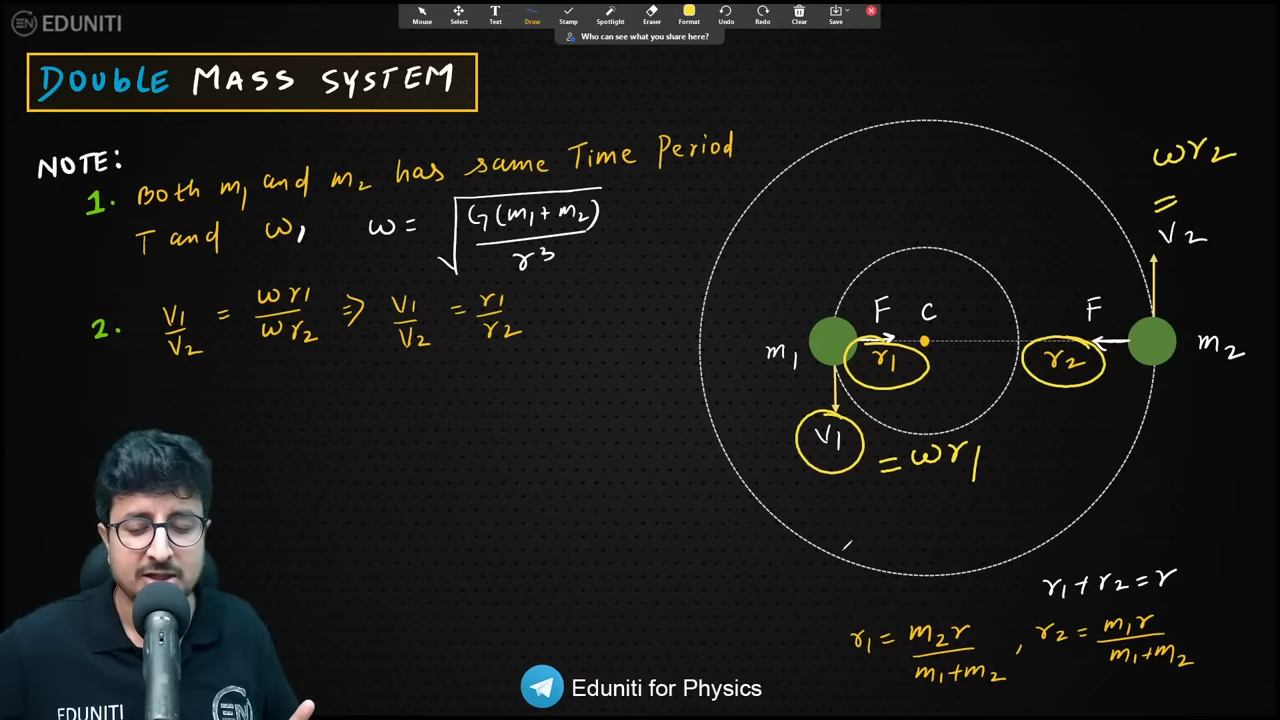 EN EDUNITI
Mouse Select Text Draw Stamp Spotlight Eraser Format Undo Redo Clear Save
Who can see what you share here?
DOUBLE MASS SYSTEM
NOTE:
1. Both m1 and m2 has same Time Period
T and ω, ω = √(G(m1+m2)/r3)
2. V1/V2 = ωr1/ωr2 ⇒ V1/V2 = r1/r2
ωr2
=
V2
F C F
m1 r1 r2 m2
V1 = ωr1
r1+r2=r
r1 = m2r/m1+m2 , r2 = m1r/m1+m2
Eduniti for Physics
EDUNITI EN